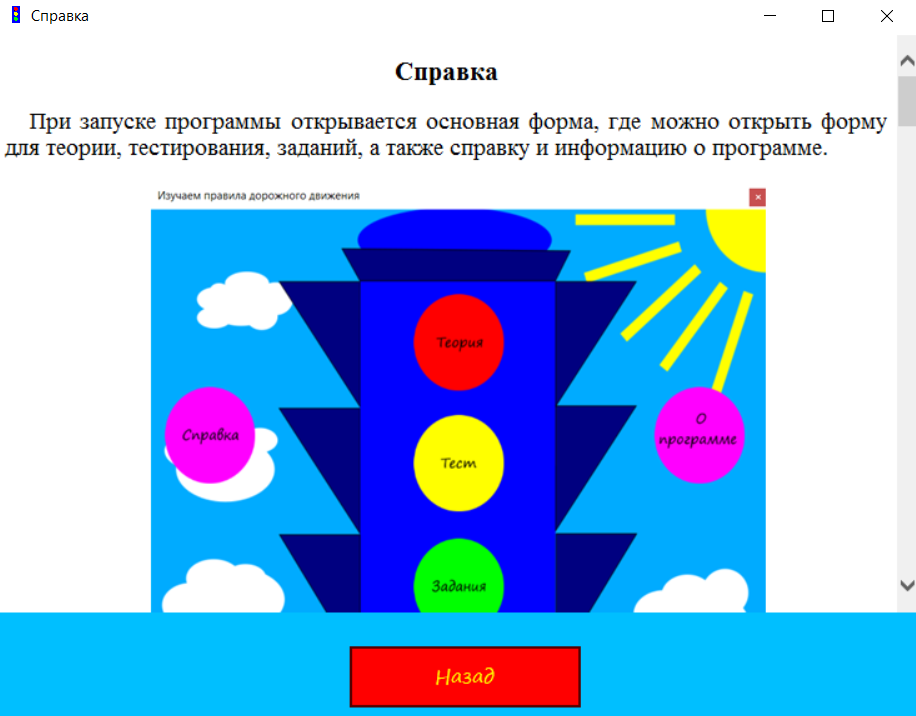 Справка
Справка
При запуске программы открывается основная форма, где можно открыть форму
для теории, тестирования, заданий, а также справку и информацию о программе.
Изучаем правила дорожного движения
Теория
Справка
О
программе
Тест
Задания
Назад